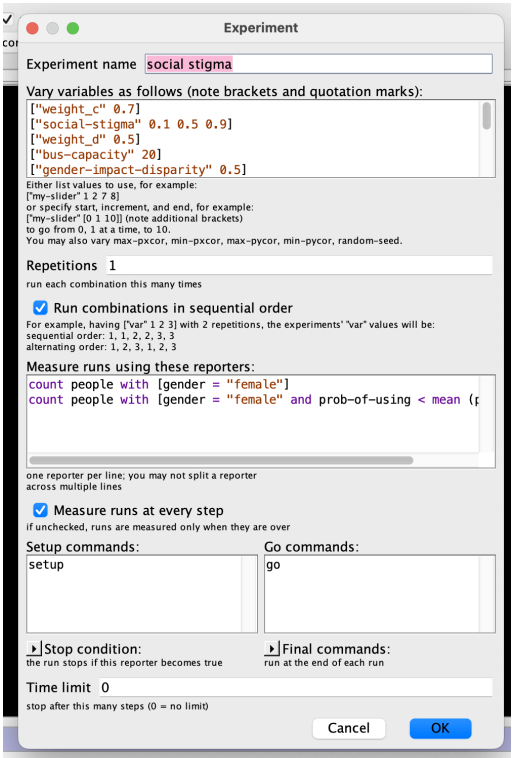 Experiment
Experiment name social stigma
Vary variables as follows (note brackets and quotation marks):
["weight_c" 0.7]
["social-stigma" 0.1 0.5 0.9]
["weight_d" 0.5]
["bus-capacity" 20]
["gender-impact-disparity" 0.5]
Either list values to use, for example:
["my-slider" 1 2 7 8]
or specify start, increment, and end, for example:
["my-slider" [0 1 10]] (note additional brackets)
to go from 0, 1 at a time, to 10.
You may also vary max-pxcor, min-pxcor, max-pycor, min-pycor, random-seed.
Repetitions 1
run each combination this many times
Run combinations in sequential order
For example, having ["var" 1 2 3] with 2 repetitions, the experiments' "var" values will be:
sequential order: 1, 1, 2, 2, 3, 3
alternating order: 1, 2, 3, 1, 2, 3
Measure runs using these reporters:
count people with [gender = "female"]
count people with [gender = "female" and prob-of-using < mean (p
one reporter per line; you may not split a reporter
across multiple lines
Measure runs at every step
if unchecked, runs are measured only when they are over
Setup commands: Go commands:
setup go
Stop condition: Final commands:
the run stops if this reporter becomes true run at the end of each run
Time limit 0
stop after this many steps (0 = no limit)
Cancel OK